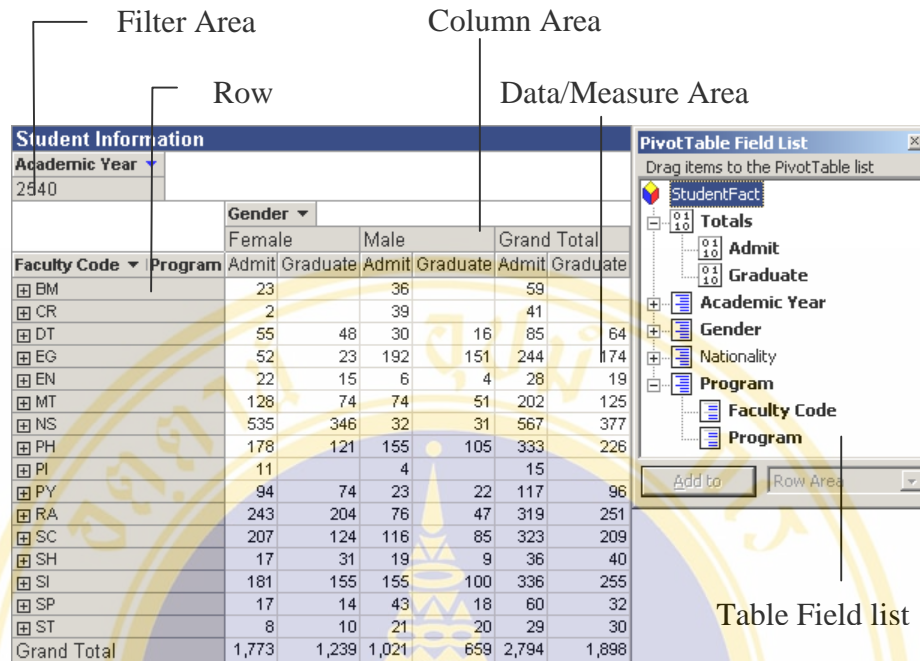 Filter Area
Column Area
Row
Data/Measure Area
Student Information
Academic Year
2540
Gender
Female Male Grand Total
Faculty Code Program Admit Graduate Admit Graduate Admit Graduate
BM 23 36 59
CR 2 39 41
DT 55 48 30 16 85 64
EG 52 23 192 151 244 174
EN 22 15 6 4 28 19
MT 128 74 74 51 202 125
NS 535 346 32 31 567 377
PH 178 121 155 105 333 226
PI 11 4 15
PY 94 74 23 22 117 96
RA 243 204 76 47 319 251
SC 207 124 116 85 323 209
SH 17 31 19 9 36 40
SI 181 155 155 100 336 255
SP 17 14 43 18 60 32
ST 8 10 21 20 29 30
Grand Total 1,773 1,239 1,021 659 2,794 1,898
PivotTable Field List
Drag items to the PivotTable list
StudentFact
Totals
Admit
Graduate
Academic Year
Gender
Nationality
Program
Faculty Code
Program
Add to Row Area
Table Field list